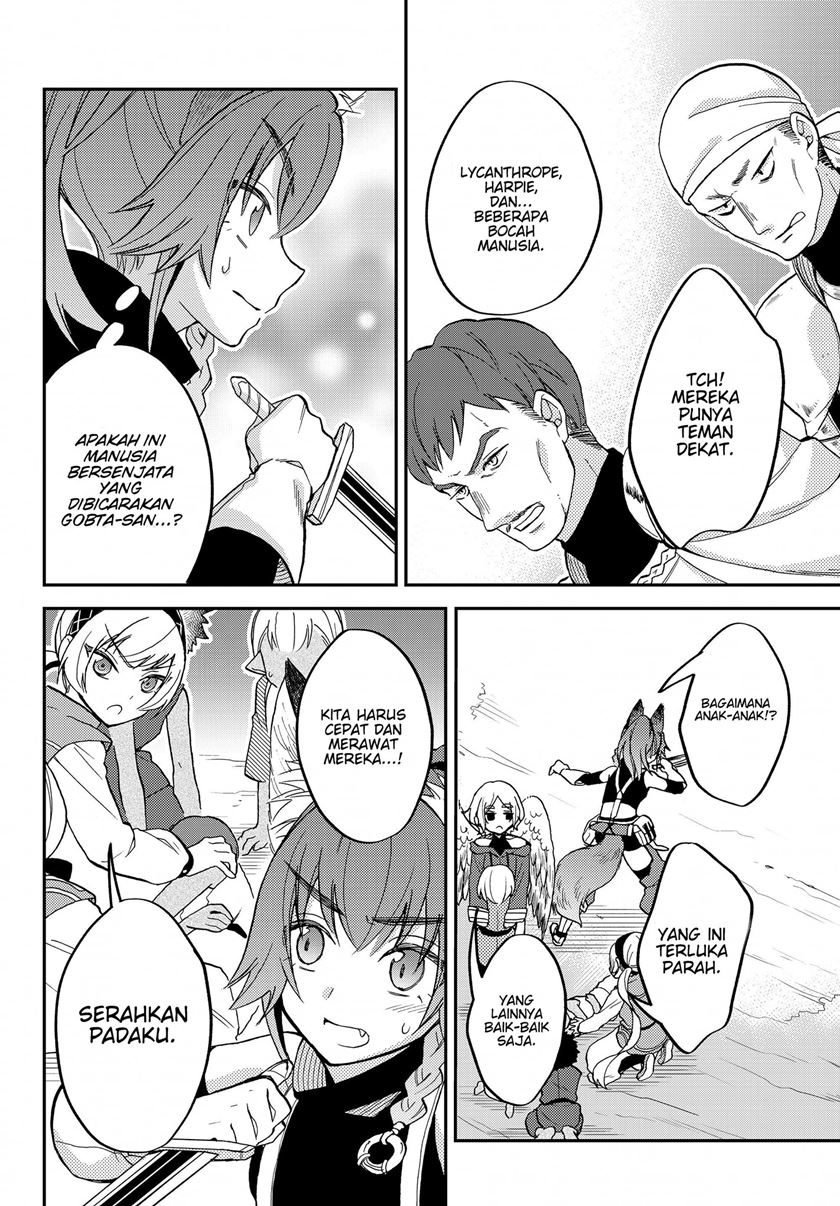 TCH!
MEREKA
PUNYA
TEMAN
DEKAT.
LYCANTHROPE,
HARPIE,
DAN...
BEBERAPA
BOCAH
MANUSIA.
APAKAH INI
MANUSIA
BERSENJATA
YANG
DIBICARAKAN
GOBTA-SAN...?
BAGAIMANA
ANAK-ANAK!?
YANG INI
TERLUKA
PARAH.
YANG
LAINNYA
BAIK-BAIK
SAJA.
KITA HARUS
CEPAT DAN
MERAWAT
MEREKA...!
SERAHKAN
PADAKU.